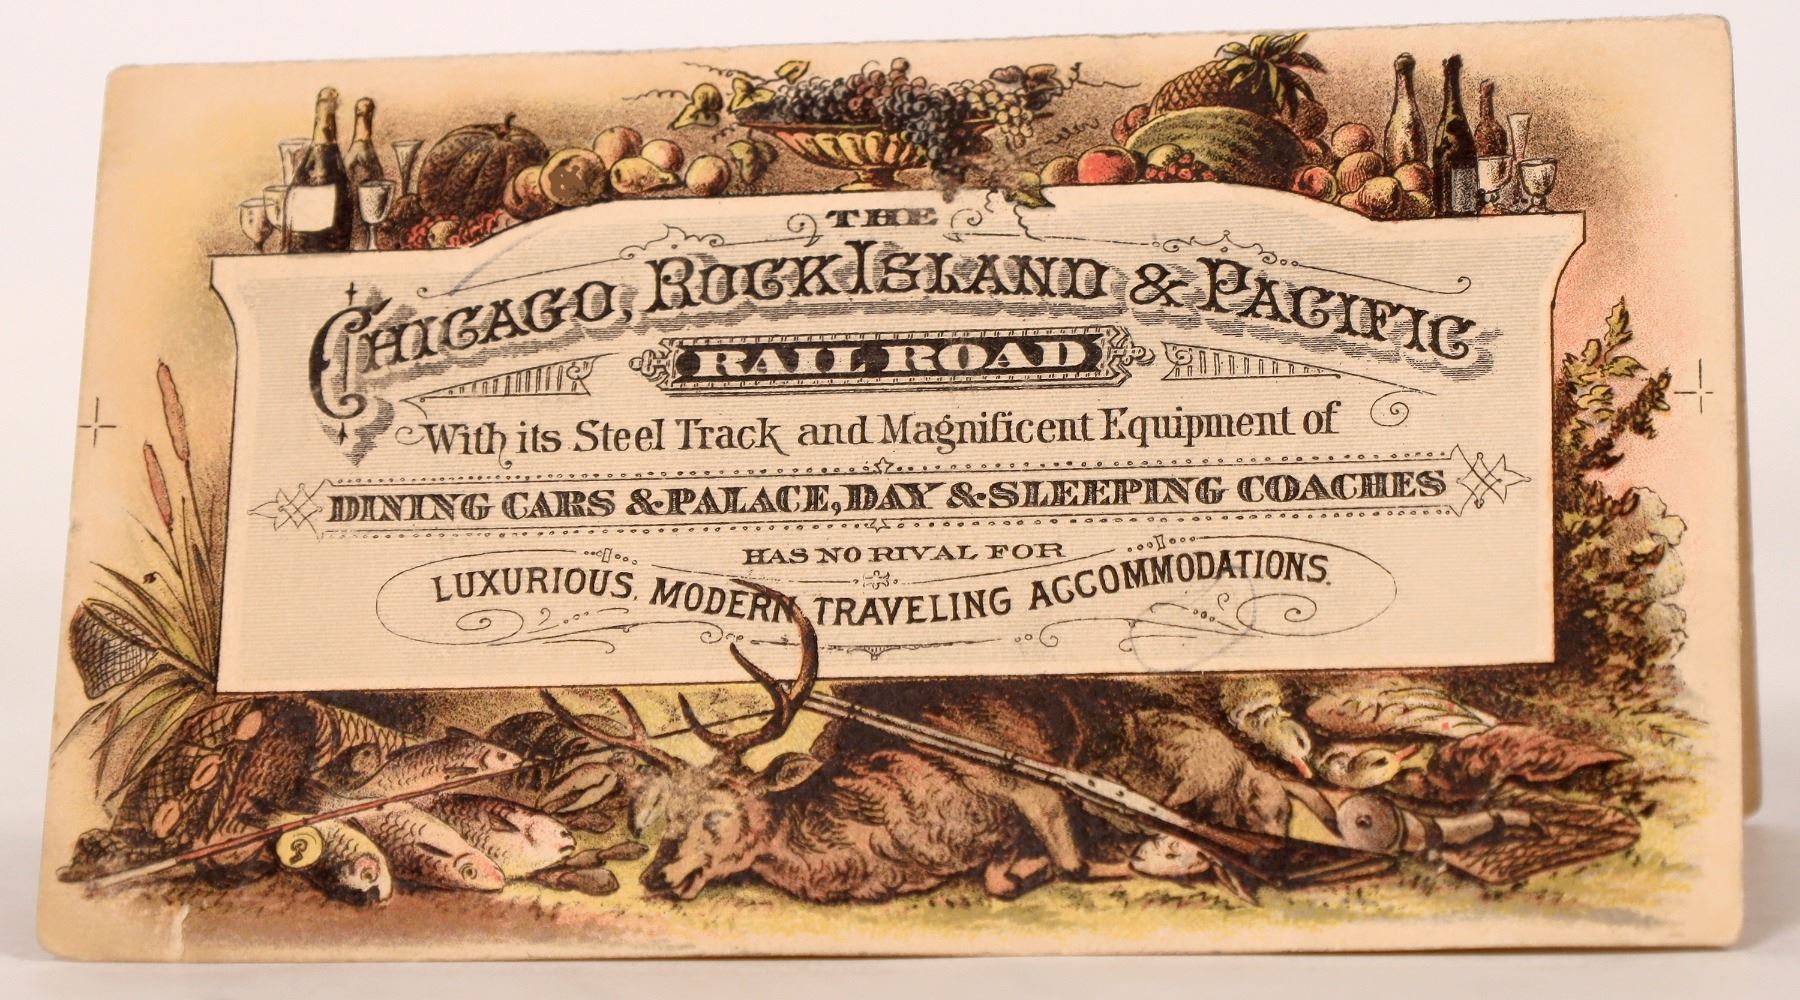 THE
CHICAGO, ROCK ISLAND & PACIFIC
RAIL ROAD
With its Steel Track and Magnificent Equipment of
DINING CARS & PALACE, DAY & SLEEPING COACHES
HAS NO RIVAL FOR
LUXURIOUS, MODERN TRAVELING ACCOMMODATIONS.